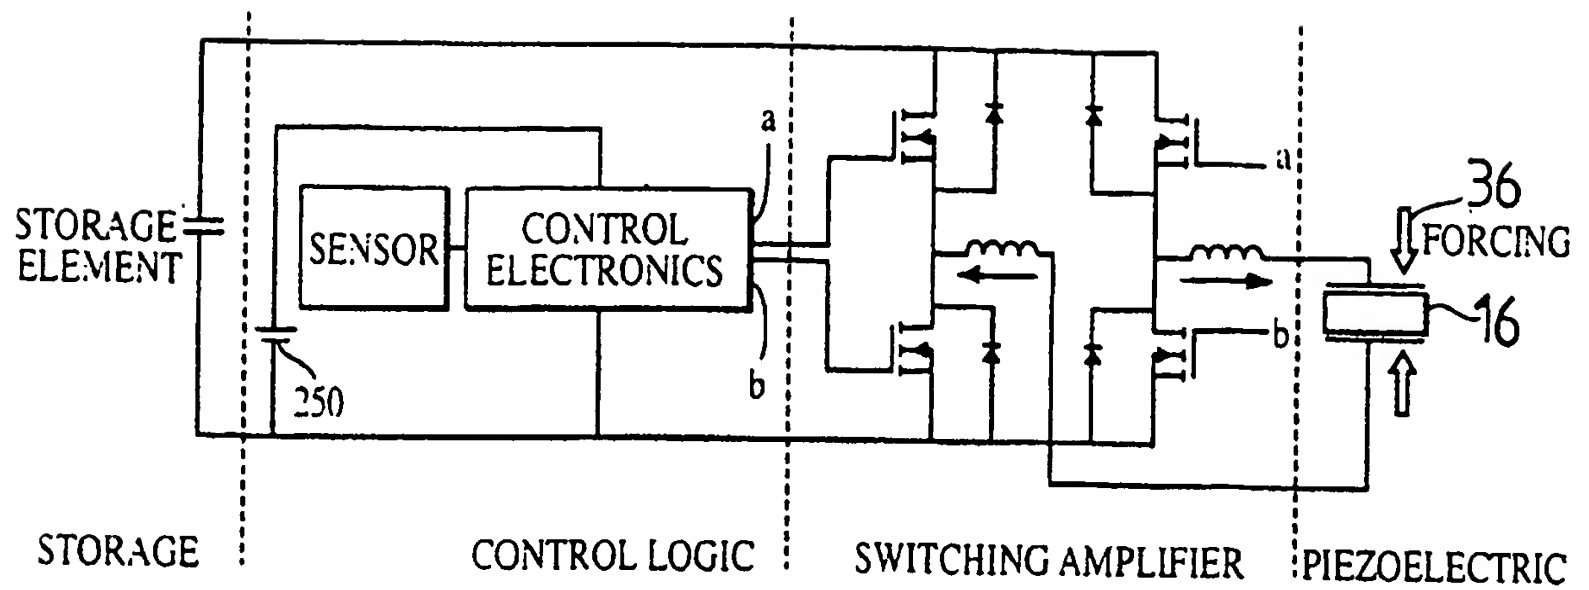 a
a
36
FORCING
STORAGE
ELEMENT
SENSOR
CONTROL
ELECTRONICS
16
b
b
250
STORAGE
CONTROL LOGIC
SWITCHING AMPLIFIER
PIEZOELECTRIC